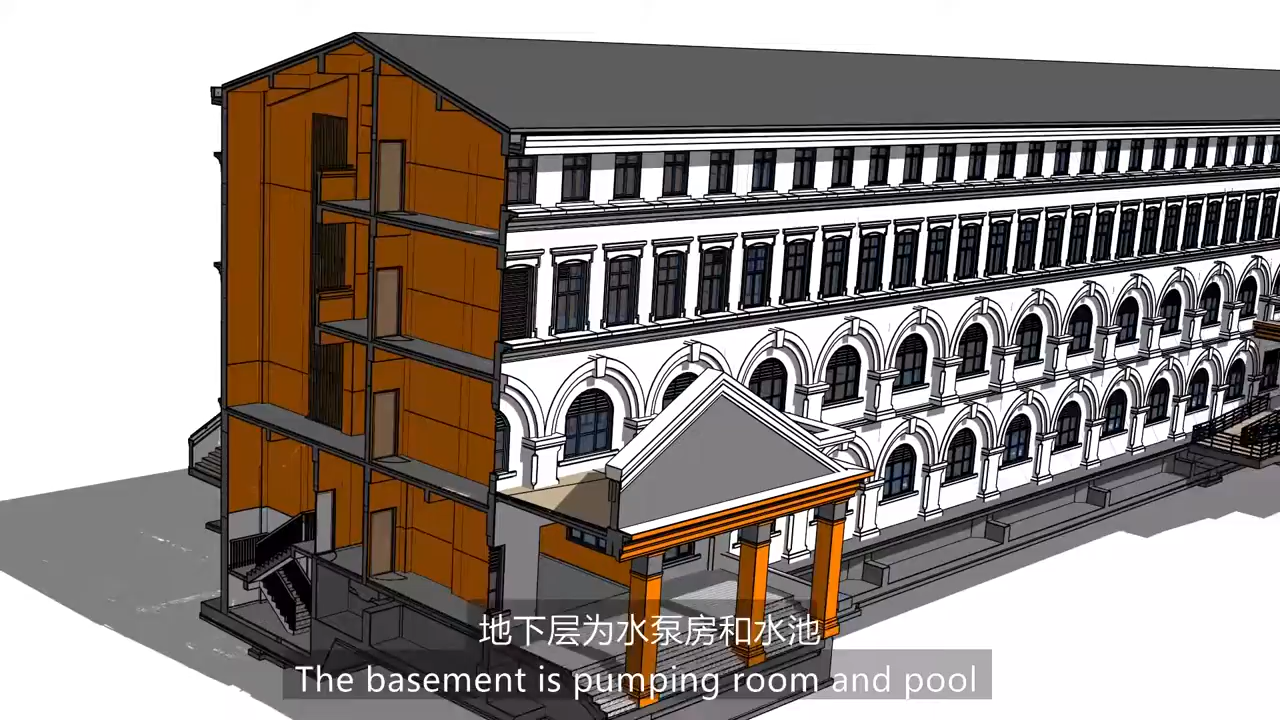 地下层为水泵房和水池
The basement is pumping room and pool